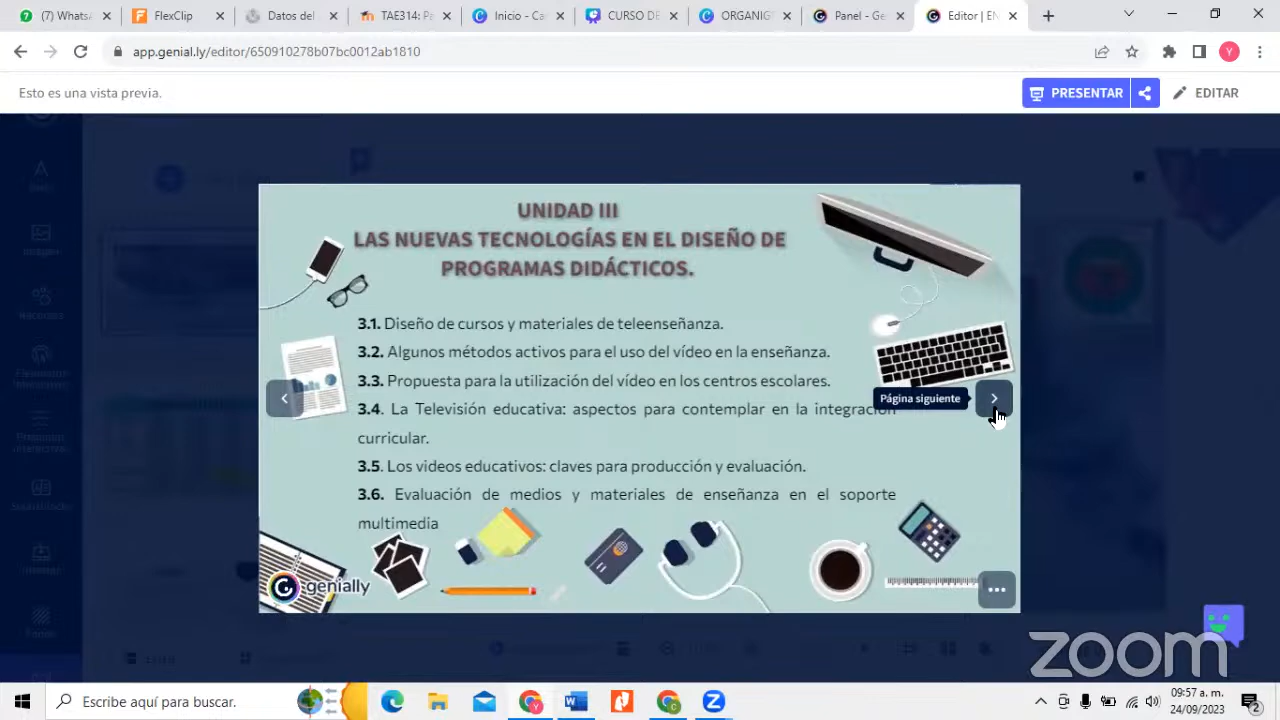 (7) Whatsa
FlexClip
Datos del
TAE314: Pa
Inicio - Ca
CURSO DE
ORGANIG
Panel - Ge
Editor | EN
app.genial.ly/editor/650910278b07bc0012ab1810
Esto es una vista previa.
PRESENTAR
EDITAR
UNIDAD III
LAS NUEVAS TECNOLOGÍAS EN EL DISEÑO DE
PROGRAMAS DIDÁCTICOS.
3.1. Diseño de cursos y materiales de teleenseñanza.
3.2. Algunos métodos activos para el uso del vídeo en la enseñanza.
3.3. Propuesta para la utilización del vídeo en los centros escolares.
3.4. La Televisión educativa: aspectos para contemplar en la integración
curricular.
3.5. Los videos educativos: claves para producción y evaluación.
3.6. Evaluación de medios y materiales de enseñanza en el soporte
multimedia
Página siguiente
genially
zoom
Escribe aquí para buscar.
09:57 a. m.
24/09/2023